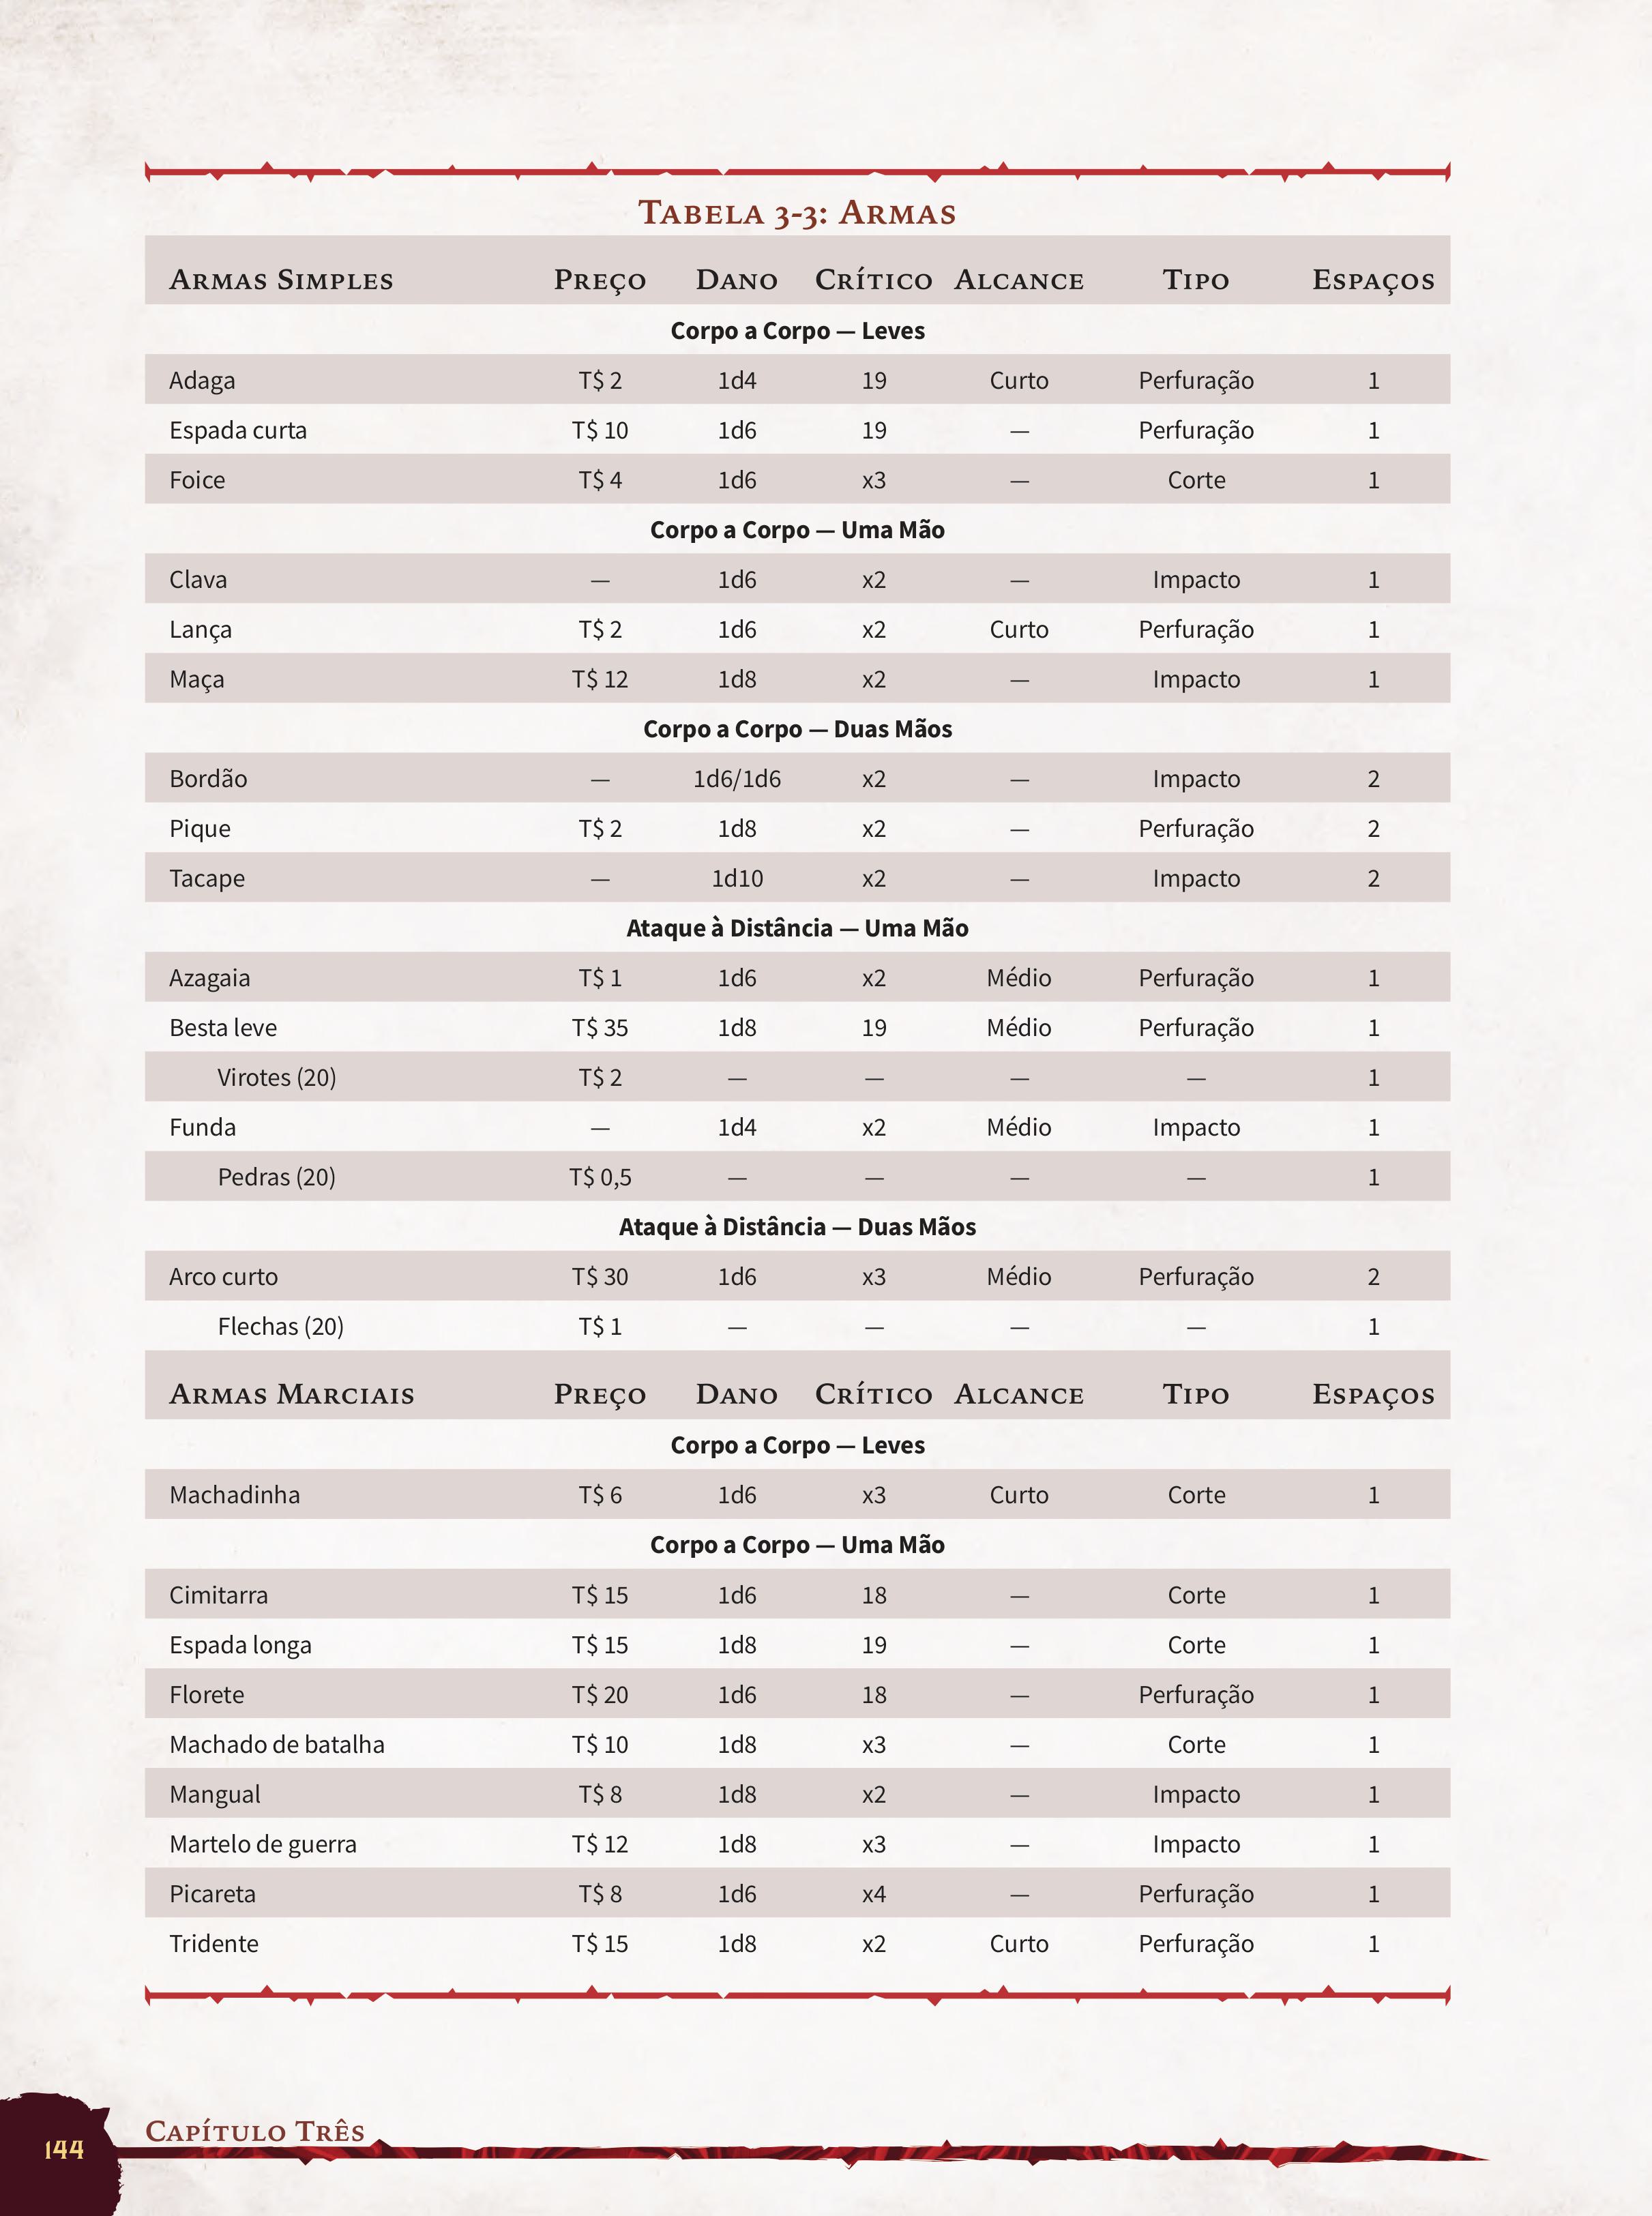 Tabela 3-3: Armas
Armas Simples Preço Dano Crítico Alcance Tipo Espaços
Corpo a Corpo — Leves
Adaga T$ 2 1d4 19 Curto Perfuração 1
Espada curta T$ 10 1d6 19 — Perfuração 1
Foice T$ 4 1d6 x3 — Corte 1
Corpo a Corpo — Uma Mão
Clava — 1d6 x2 — Impacto 1
Lança T$ 2 1d6 x2 Curto Perfuração 1
Maça T$ 12 1d8 x2 — Impacto 1
Corpo a Corpo — Duas Mãos
Bordão — 1d6/1d6 x2 — Impacto 2
Pique T$ 2 1d8 x2 — Perfuração 2
Tacape — 1d10 x2 — Impacto 2
Ataque à Distância — Uma Mão
Azagaia T$ 1 1d6 x2 Médio Perfuração 1
Besta leve T$ 35 1d8 19 Médio Perfuração 1
Virotes (20) T$ 2 — — — — 1
Funda — 1d4 x2 Médio Impacto 1
Pedras (20) T$ 0,5 — — — — 1
Ataque à Distância — Duas Mãos
Arco curto T$ 30 1d6 x3 Médio Perfuração 2
Flechas (20) T$ 1 — — — — 1
Armas Marciais Preço Dano Crítico Alcance Tipo Espaços
Corpo a Corpo — Leves
Machadinha T$ 6 1d6 x3 Curto Corte 1
Corpo a Corpo — Uma Mão
Cimitarra T$ 15 1d6 18 — Corte 1
Espada longa T$ 15 1d8 19 — Corte 1
Florete T$ 20 1d6 18 — Perfuração 1
Machado de batalha T$ 10 1d8 x3 — Corte 1
Mangual T$ 8 1d8 x2 — Impacto 1
Martelo de guerra T$ 12 1d8 x3 — Impacto 1
Picareta T$ 8 1d6 x4 — Perfuração 1
Tridente T$ 15 1d8 x2 Curto Perfuração 1
Capítulo Três
144